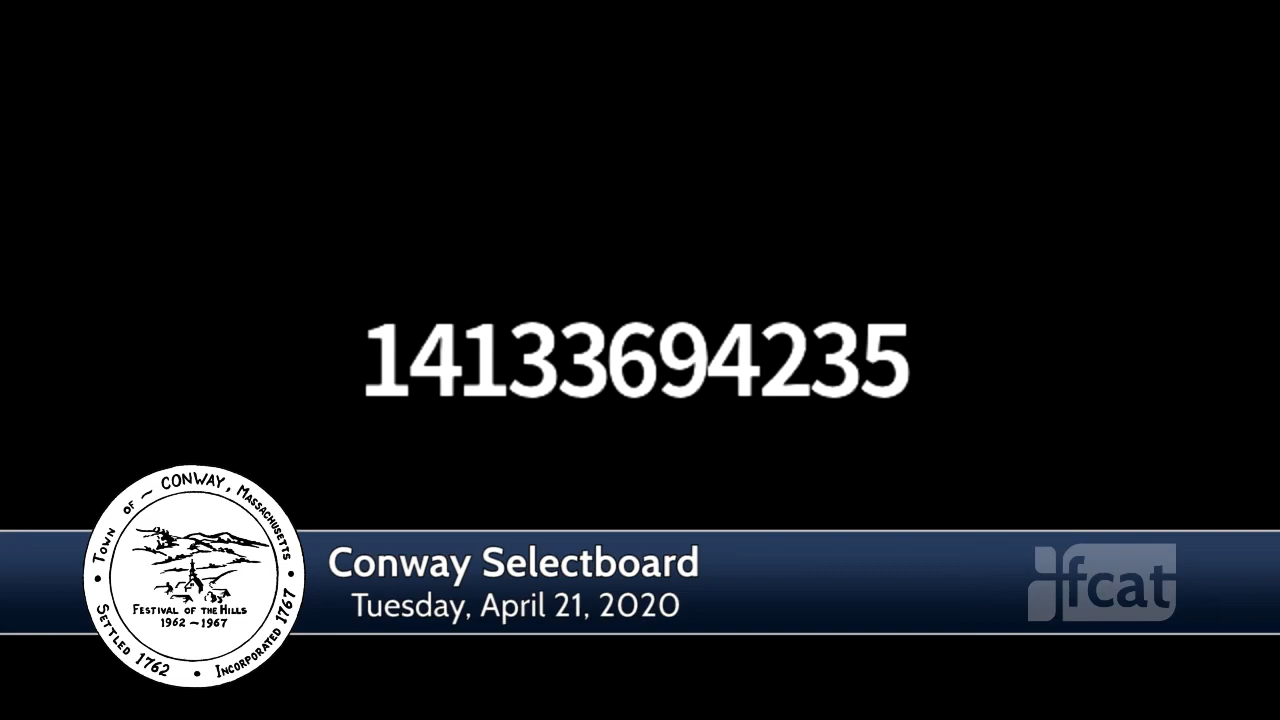 14133694235
TOWN OF ~ CONWAY, MASSACHUSETTS
FESTIVAL OF THE HILLS
1962 ~ 1967
SETTLED 1762 • INCORPORATED 1767
Conway Selectboard
Tuesday, April 21, 2020
fcat